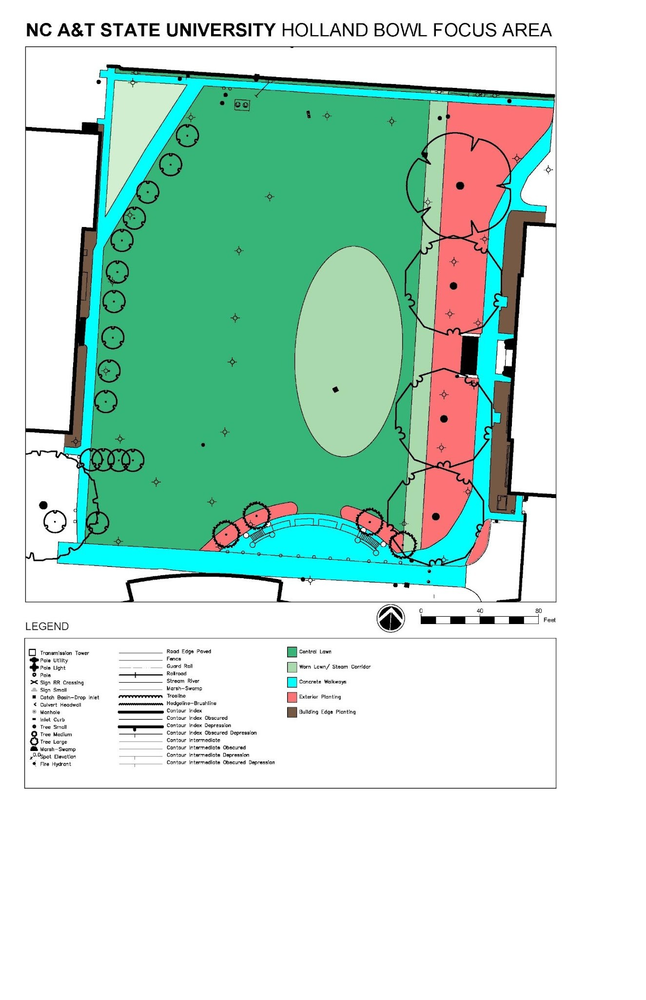 NC A&T STATE UNIVERSITY HOLLAND BOWL FOCUS AREA
0 40 80
Feet
LEGEND
Transmission Tower
Pole Utility
Pole Light
Pole
Sign RR Crossing
Sign Small
Catch Basin-Drop Inlet
Culvert Headwall
Manhole
Inlet Curb
Tree Small
Tree Medium
Tree Large
Marsh-Swamp
x0.0 Spot Elevation
Fire Hydrant
Road Edge Paved
Fence
Guard Rail
Railroad
Stream River
Marsh-Swamp
Treeline
Hedgeline-Brushline
Contour Index
Contour Index Obscured
Contour Index Depression
Contour Index Obscured Depression
Contour Intermediate
Contour Intermediate Obscured
Contour Intermediate Depression
Contour Intermediate Obscured Depression
Central Lawn
Worn Lawn/ Steam Corridor
Concrete Walkways
Exterior Planting
Building Edge Planting